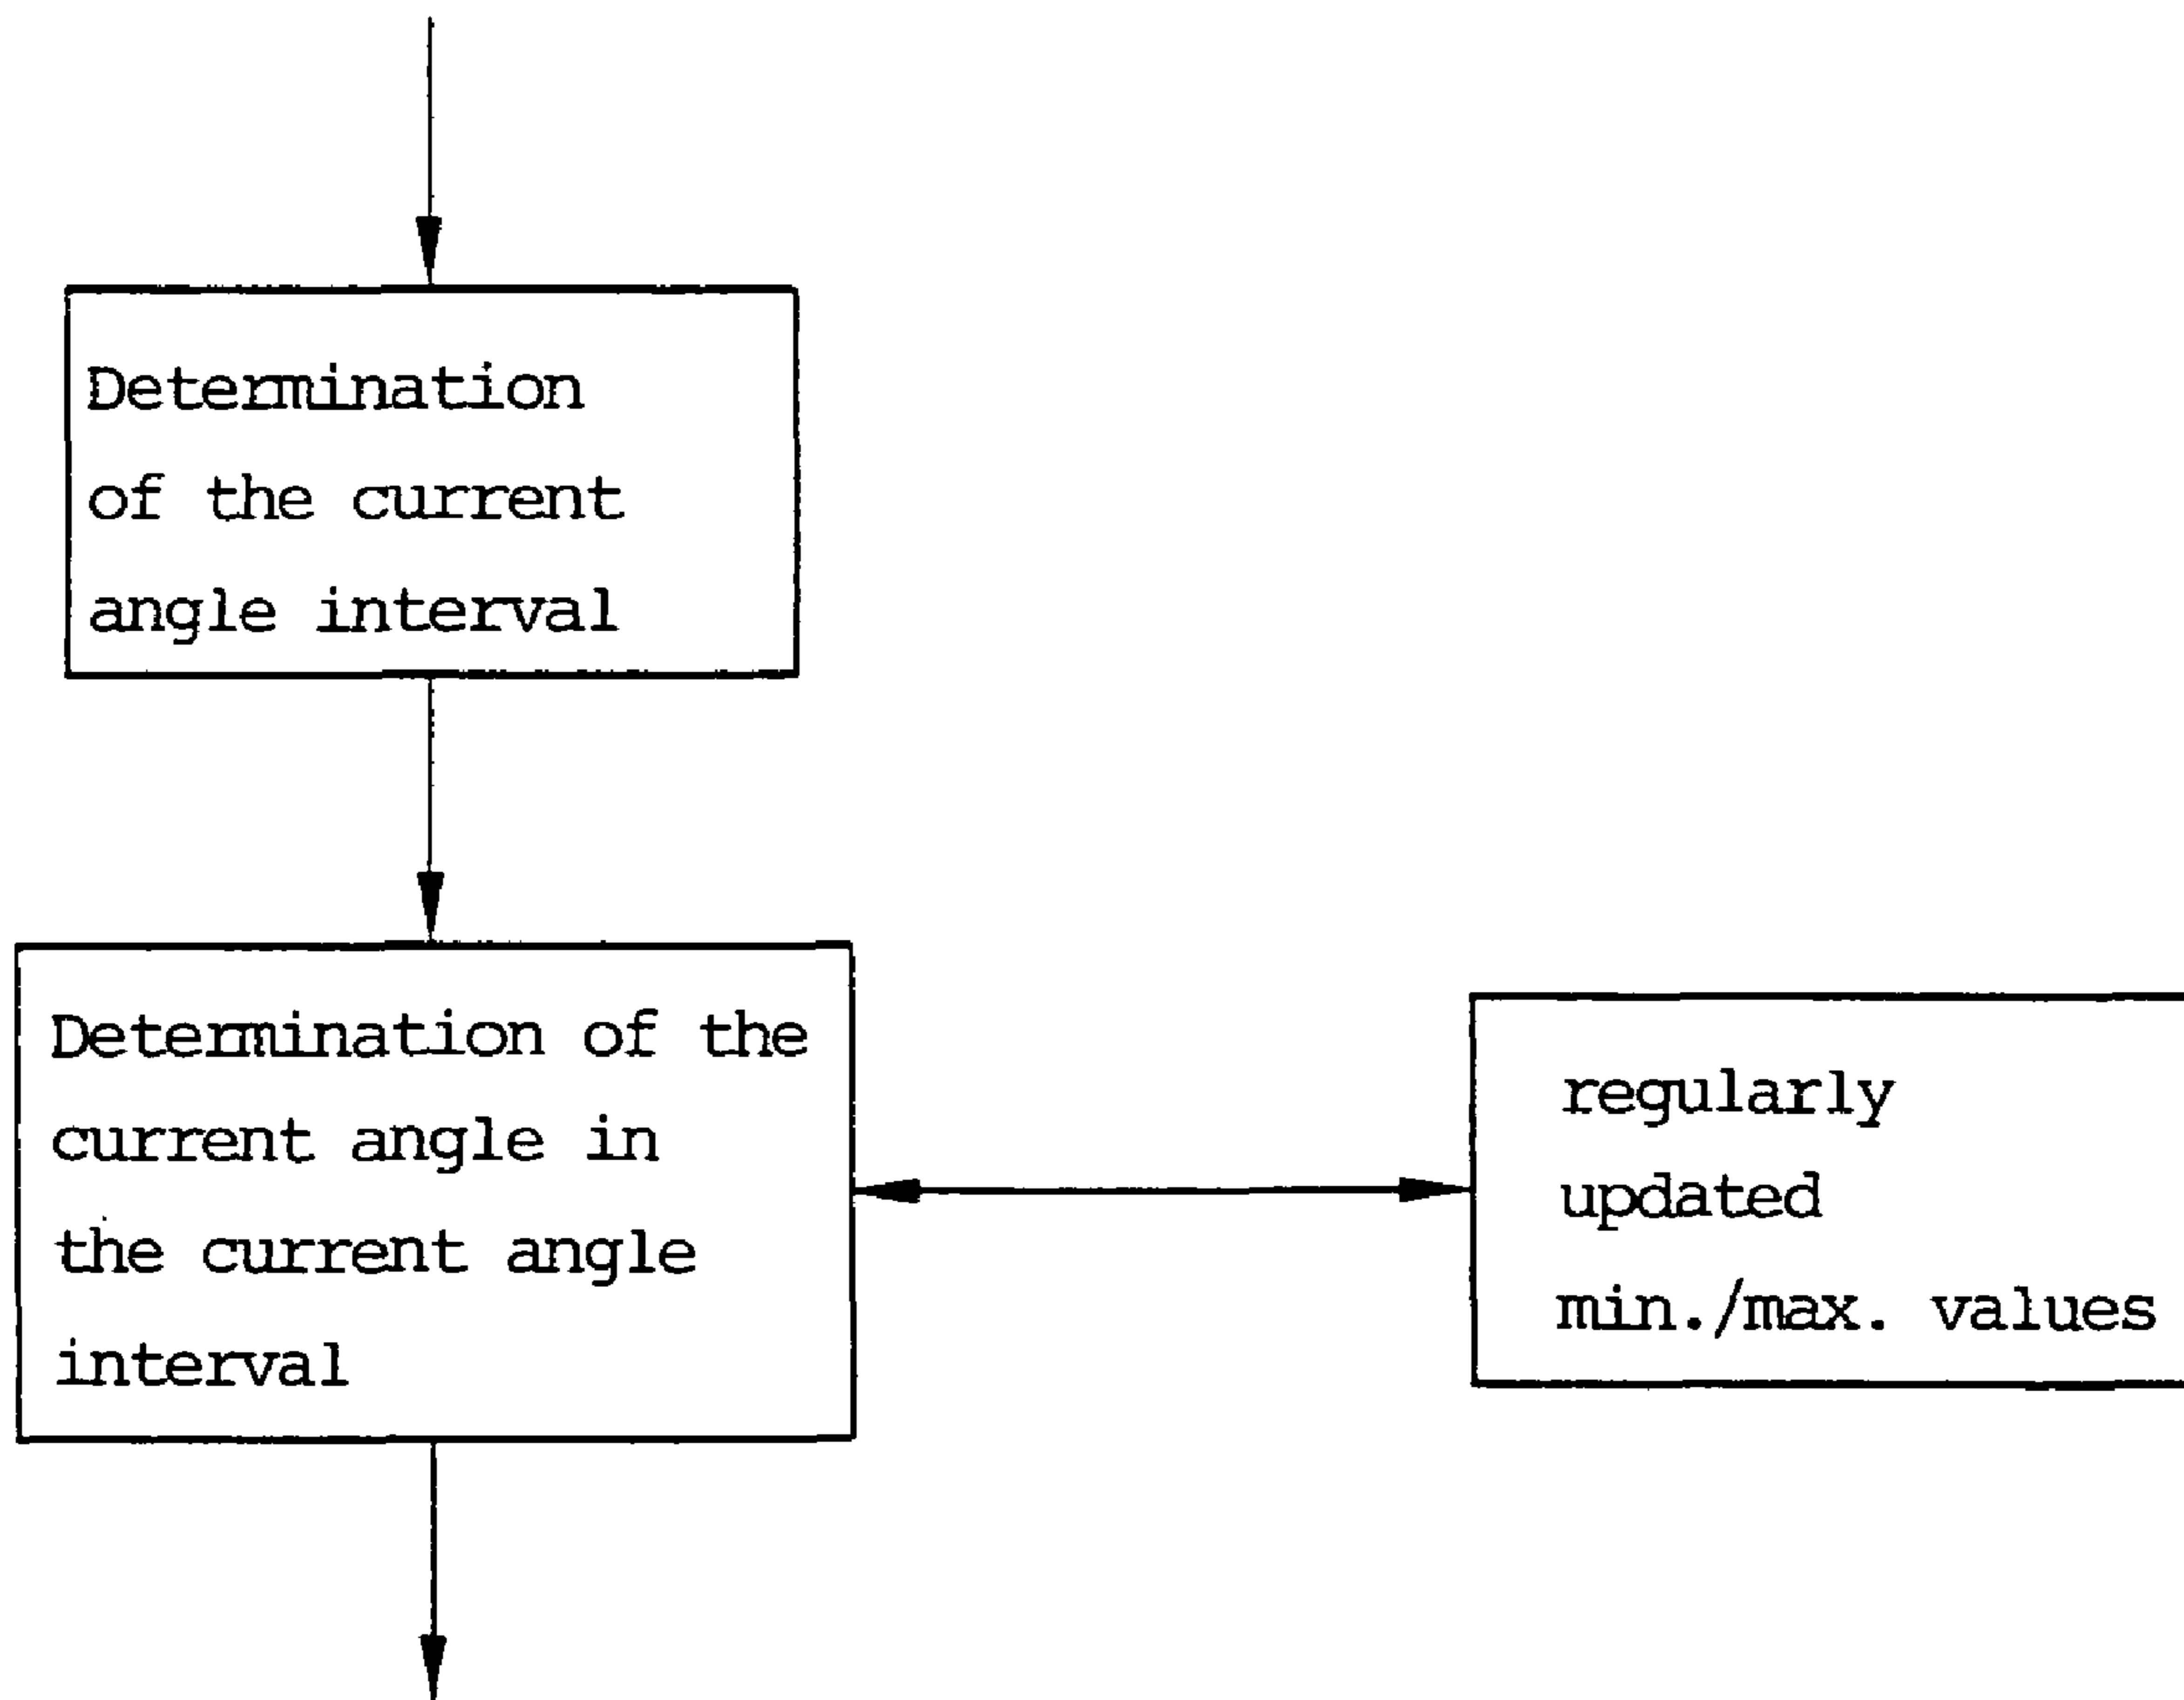 Determination
of the current
angle interval
Determination of the
current angle in
the current angle
interval
regularly
updated
min./max. values